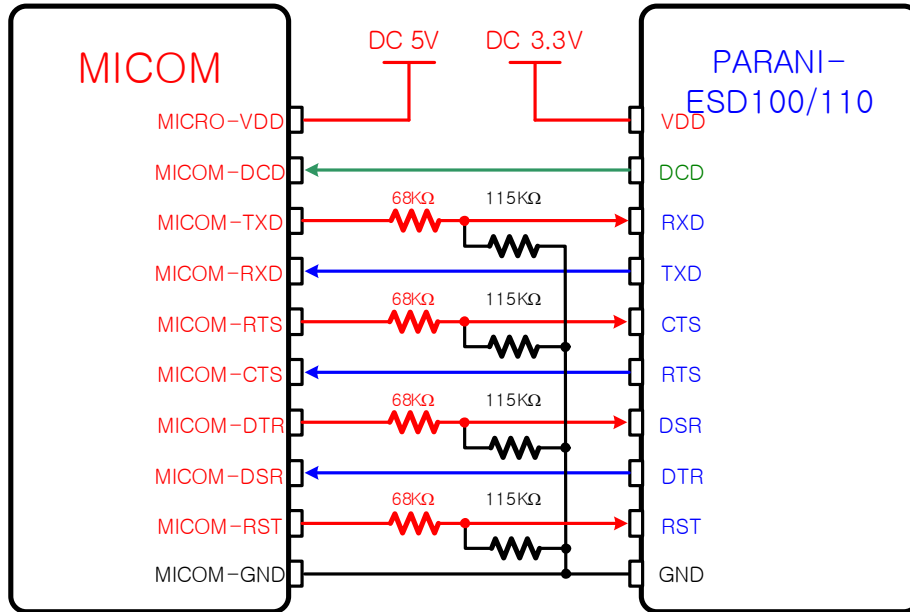 MICOM
DC 5V
DC 3.3V
PARANI-
ESD100/110
MICRO-VDD
VDD
MICOM-DCD
DCD
68KΩ
115KΩ
MICOM-TXD
RXD
MICOM-RXD
TXD
68KΩ
115KΩ
MICOM-RTS
CTS
MICOM-CTS
RTS
68KΩ
115KΩ
MICOM-DTR
DSR
MICOM-DSR
DTR
68KΩ
115KΩ
MICOM-RST
RST
MICOM-GND
GND